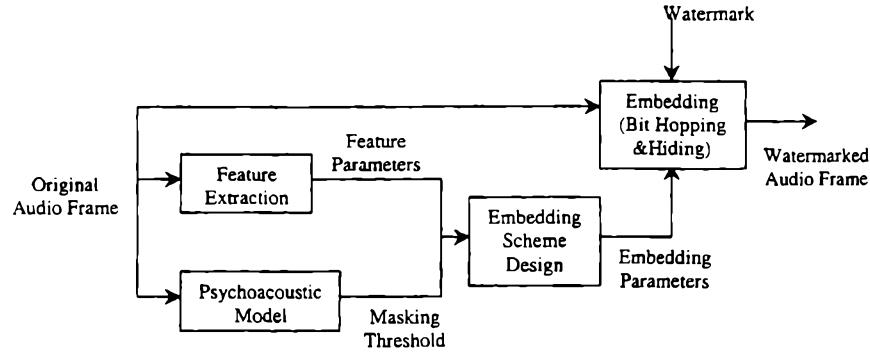 Watermark
Embedding
(Bit Hopping
&Hiding)
Watermarked
Audio Frame
Feature
Parameters
Original
Audio Frame
Feature
Extraction
Embedding
Scheme
Design
Embedding
Parameters
Psychoacoustic
Model
Masking
Threshold